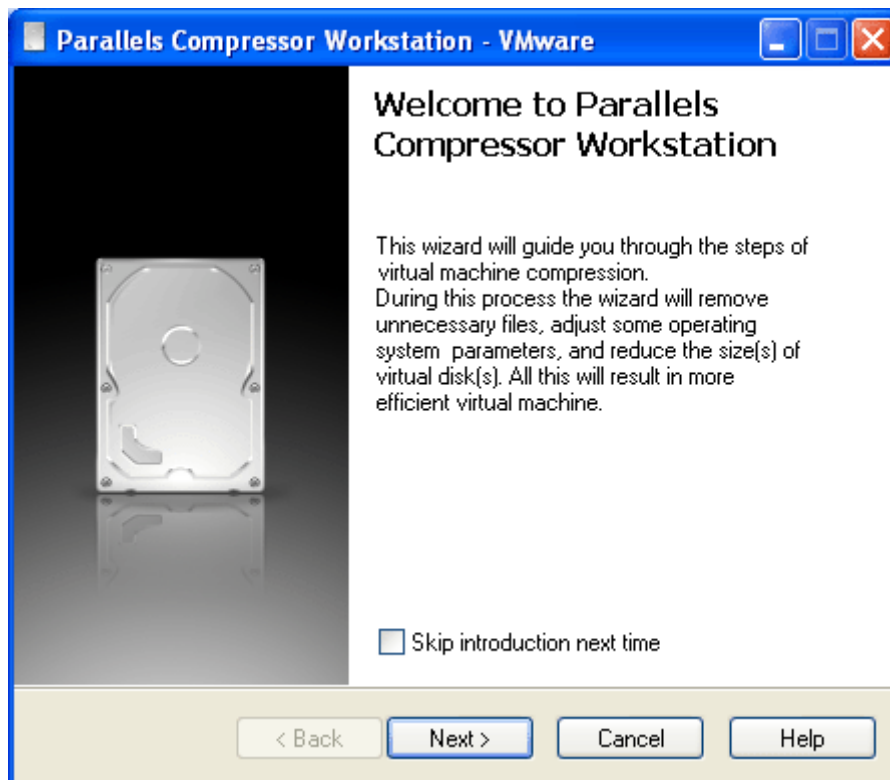 Parallels Compressor Workstation - VMware
Welcome to Parallels
Compressor Workstation
This wizard will guide you through the steps of
virtual machine compression.
During this process the wizard will remove
unnecessary files, adjust some operating
system parameters, and reduce the size(s) of
virtual disk(s). All this will result in more
efficient virtual machine.
Skip introduction next time
< Back
Next >
Cancel
Help